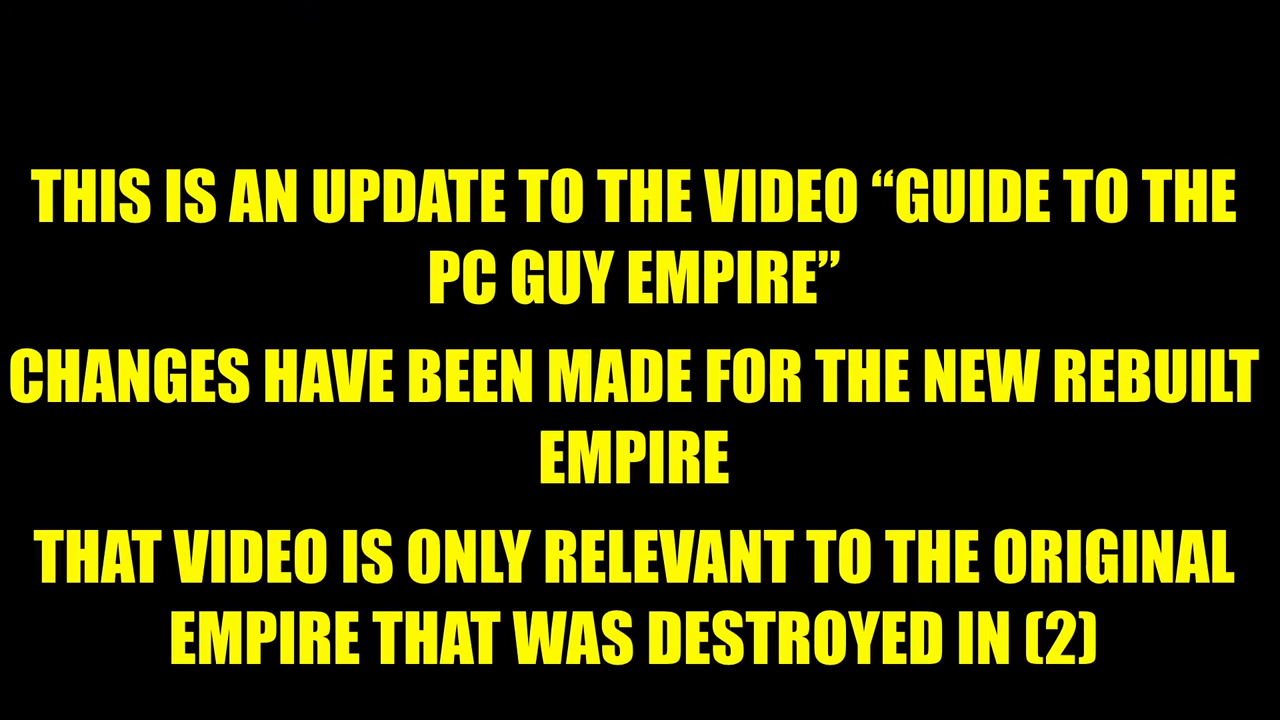 THIS IS AN UPDATE TO THE VIDEO “GUIDE TO THE
PC GUY EMPIRE”
CHANGES HAVE BEEN MADE FOR THE NEW REBUILT
EMPIRE
THAT VIDEO IS ONLY RELEVANT TO THE ORIGINAL
EMPIRE THAT WAS DESTROYED IN (2)